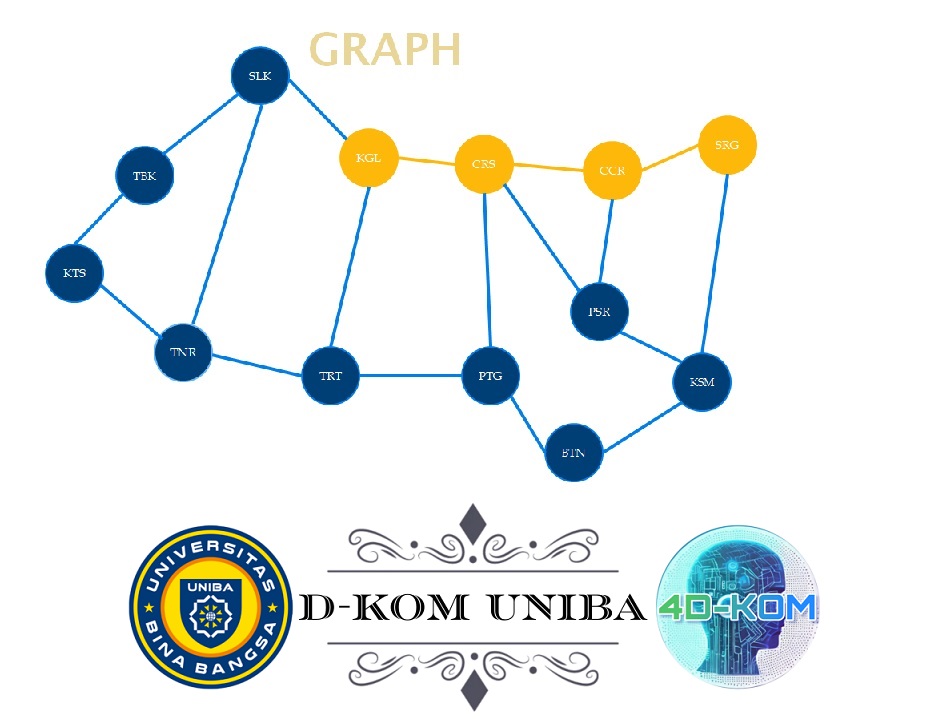 GRAPH
SLK
KGL
CRS
CCR
SRG
TBK
KTS
TNR
TRT
PTG
PSR
KSM
BTN
UNIVERSITAS
UNIBA
BINA BANGSA
D-KOM UNIBA
4D-KOM